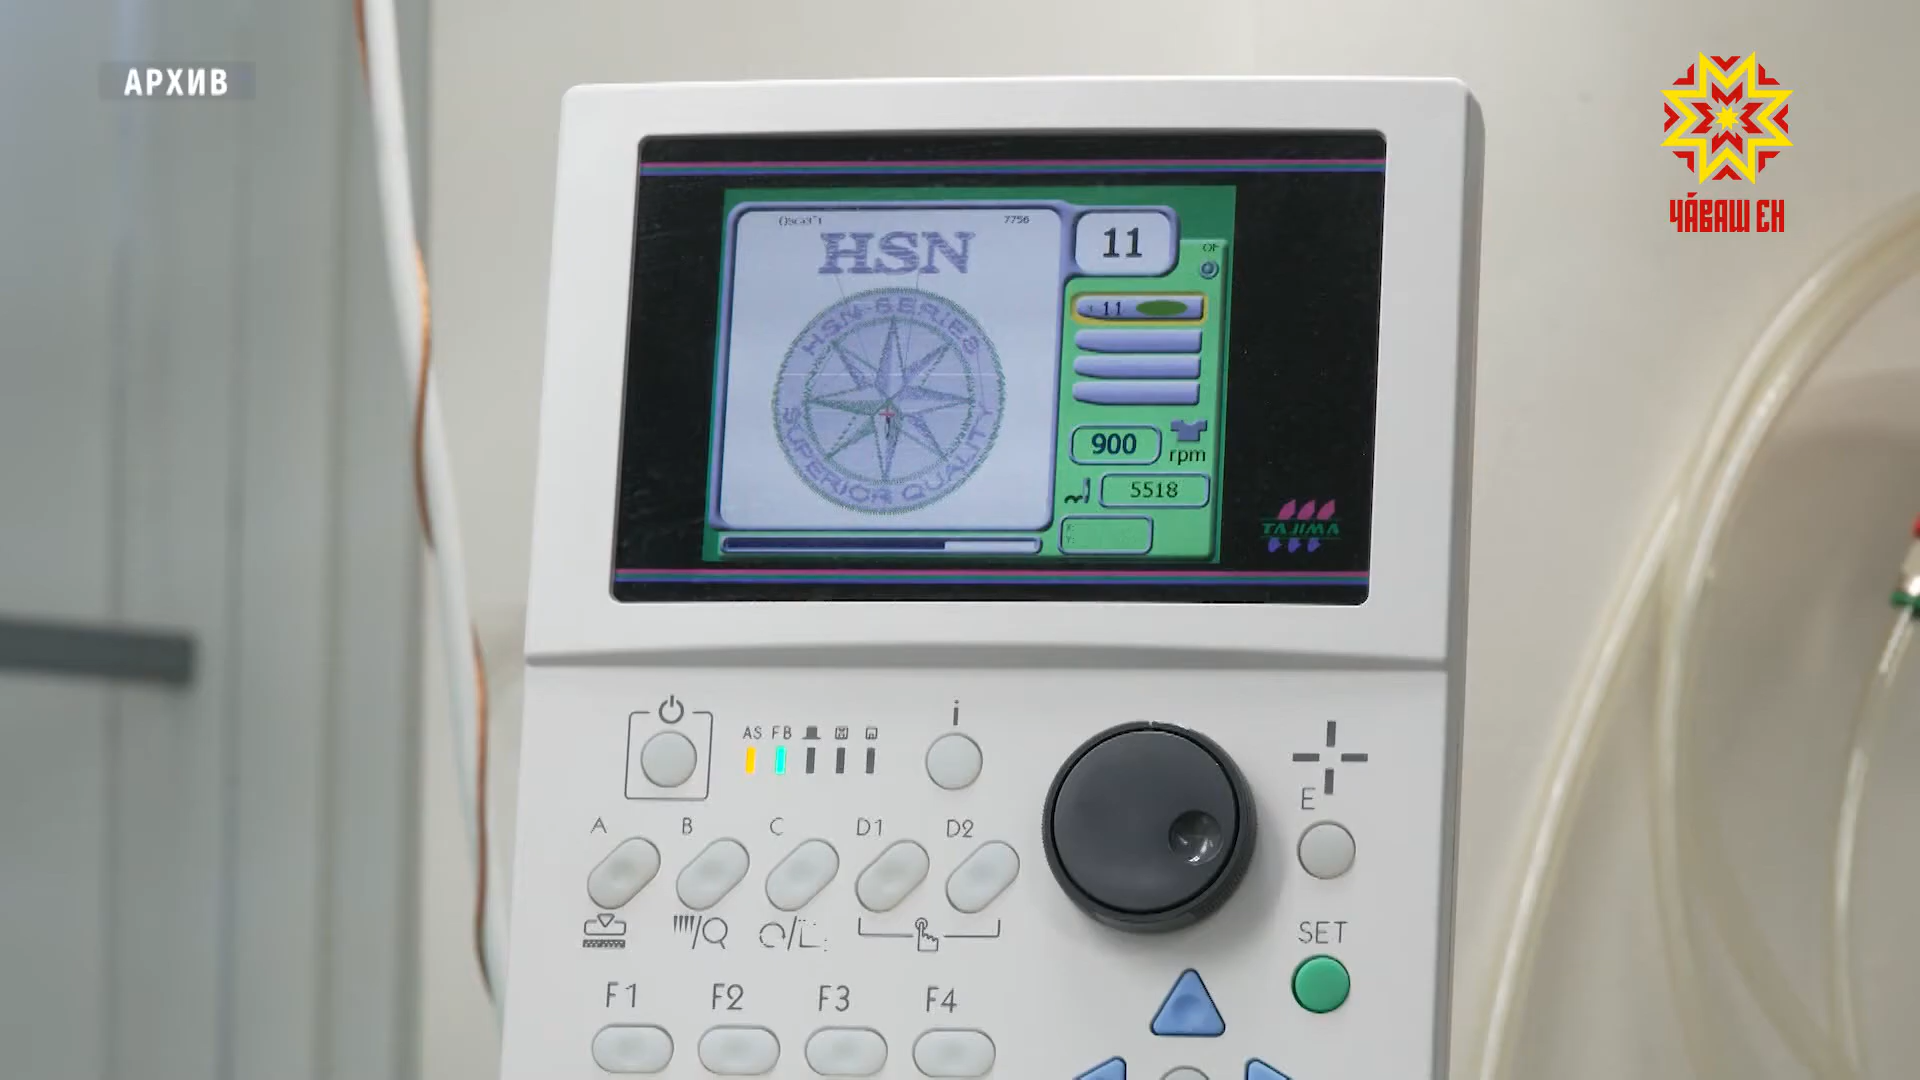 АРХИВ
ЧӐВАШ ЕН
7756
HSN
11
HSN-SERIES
SUPERIOR QUALITY
11
900
rpm
5518
X:
Y:
TAJIMA
AS FB
i
E
A B C D1 D2
SET
F1 F2 F3 F4